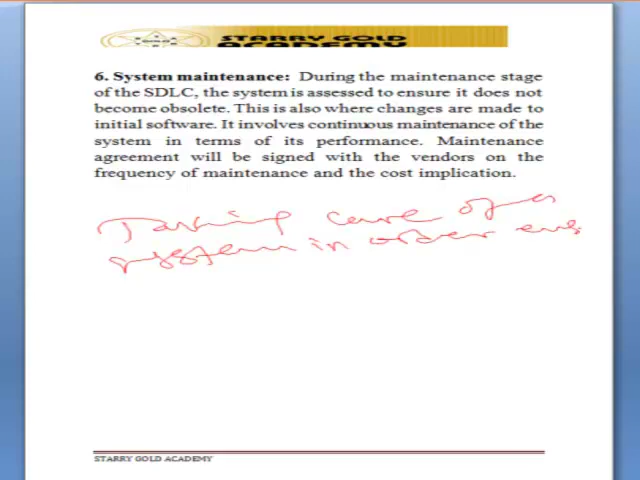 STARRY GOLD
ACADEMY
6. System maintenance: During the maintenance stage
of the SDLC, the system is assessed to ensure it does not
become obsolete. This is also where changes are made to
initial software. It involves continuous maintenance of the
system in terms of its performance. Maintenance
agreement will be signed with the vendors on the
frequency of maintenance and the cost implication.
Taking care of a
system in order ens
STARRY GOLD ACADEMY